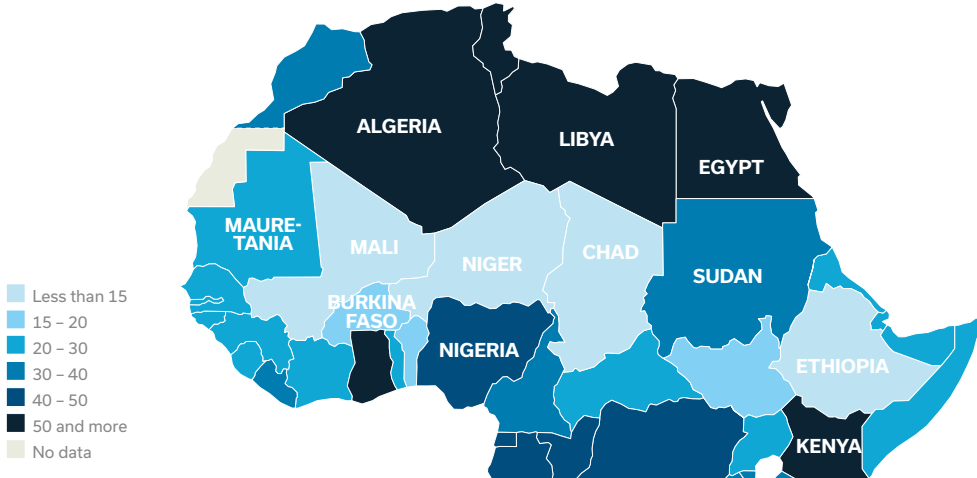 ALGERIA
LIBYA
EGYPT
MAURE-
TANIA
MALI
NIGER
CHAD
SUDAN
BURKINA
FASO
NIGERIA
ETHIOPIA
KENYA
Less than 15
15 – 20
20 – 30
30 – 40
40 – 50
50 and more
No data